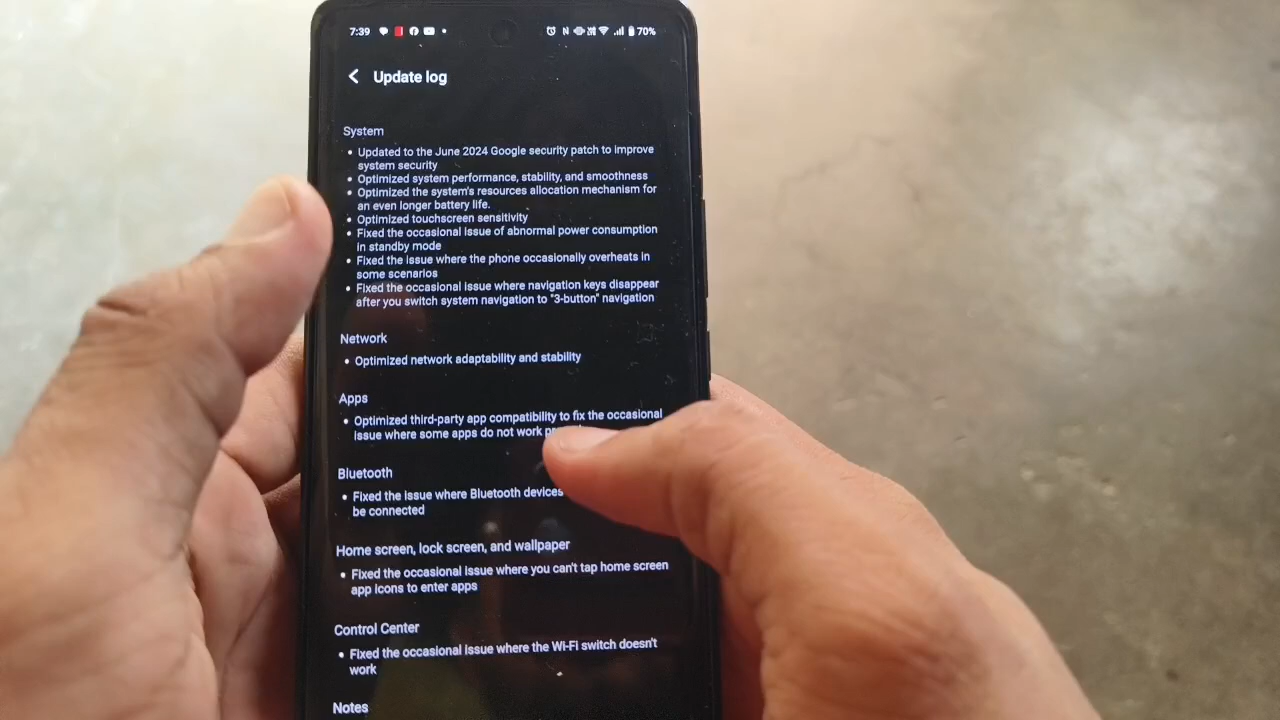 7:39
70%
Update log
System
• Updated to the June 2024 Google security patch to improve
system security
• Optimized system performance, stability, and smoothness
• Optimized the system's resources allocation mechanism for
an even longer battery life.
• Optimized touchscreen sensitivity
• Fixed the occasional issue of abnormal power consumption
in standby mode
• Fixed the issue where the phone occasionally overheats in
some scenarios
• Fixed the occasional issue where navigation keys disappear
after you switch system navigation to "3-button" navigation
Network
• Optimized network adaptability and stability
Apps
• Optimized third-party app compatibility to fix the occasional
issue where some apps do not work
Bluetooth
• Fixed the issue where Bluetooth devices
be connected
Home screen, lock screen, and wallpaper
• Fixed the occasional issue where you can't tap home screen
app icons to enter apps
Control Center
• Fixed the occasional issue where the Wi-Fi switch doesn't
work
Notes